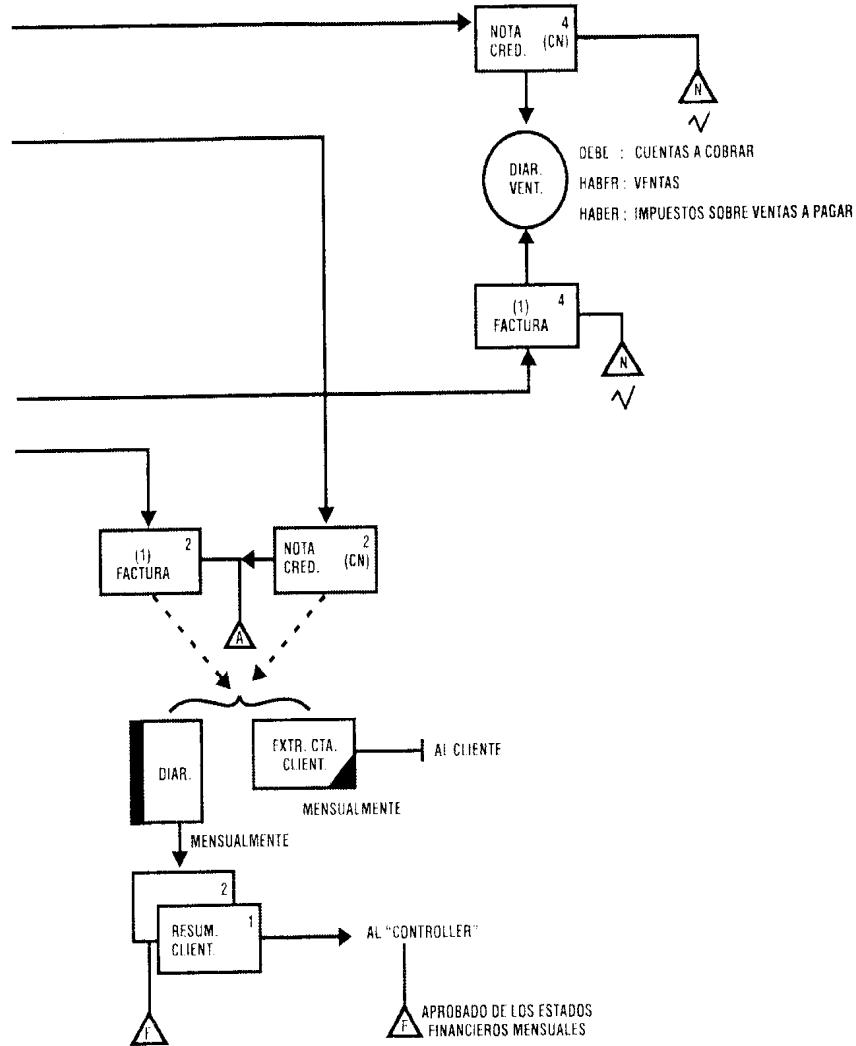 NOTA 4
CRED. (CN)
N
DIAR.
VENT.
DEBE : CUENTAS A COBRAR
HABER : VENTAS
HABER : IMPUESTOS SOBRE VENTAS A PAGAR
(1) 4
FACTURA
N
(1) 2
FACTURA
NOTA 2
CRED. (CN)
A
DIAR.
EXTR. CTA.
CLIENT.
AL CLIENTE
MENSUALMENTE
MENSUALMENTE
2
RESUM. 1
CLIENT.
AL "CONTROLLER"
F
F
APROBADO DE LOS ESTADOS
FINANCIEROS MENSUALES